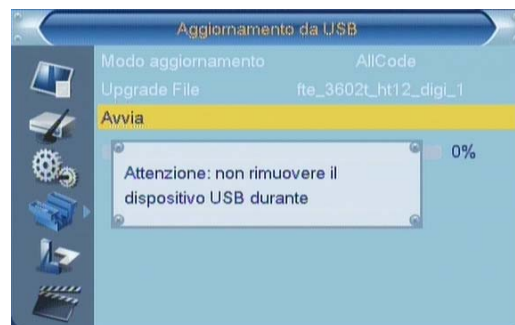 Aggiornamento da USB
Modo aggiornamento AllCode
Upgrade File fte_3602t_ht12_digi_1
Avvia
0%
Attenzione: non rimuovere il
dispositivo USB durante